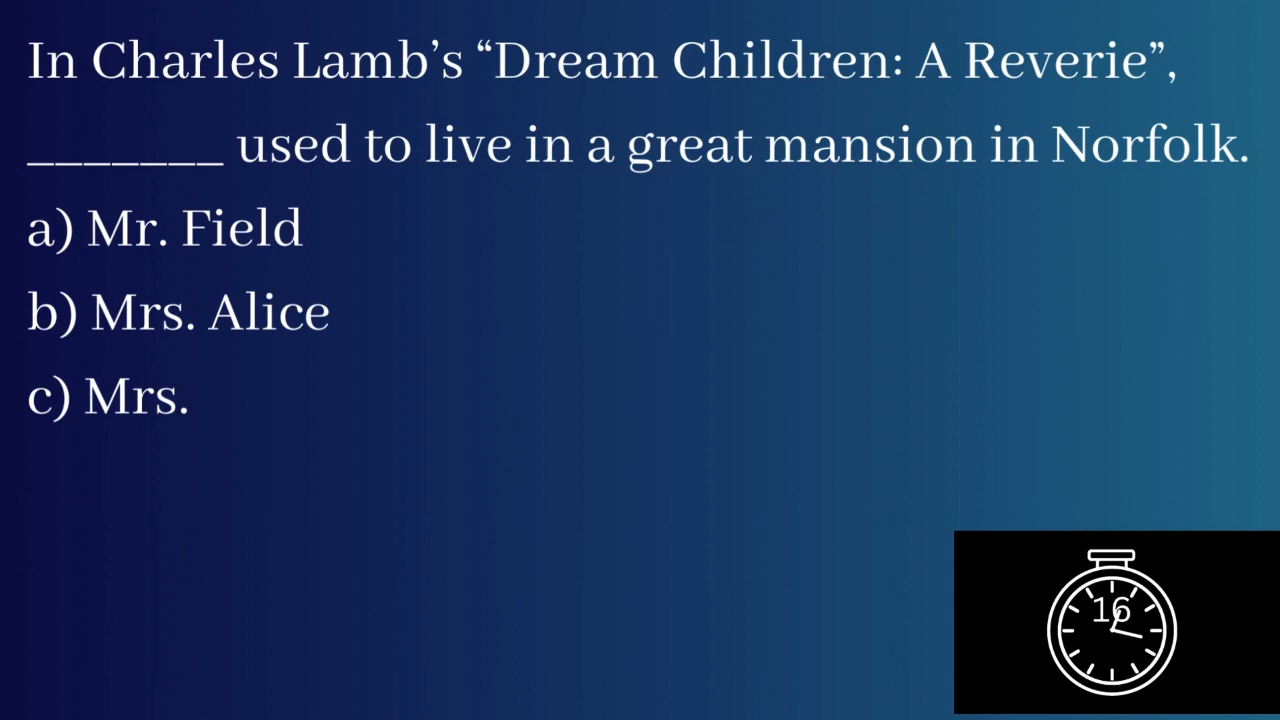 In Charles Lamb’s “Dream Children: A Reverie”,
_______ used to live in a great mansion in Norfolk.
a) Mr. Field
b) Mrs. Alice
c) Mrs.
16